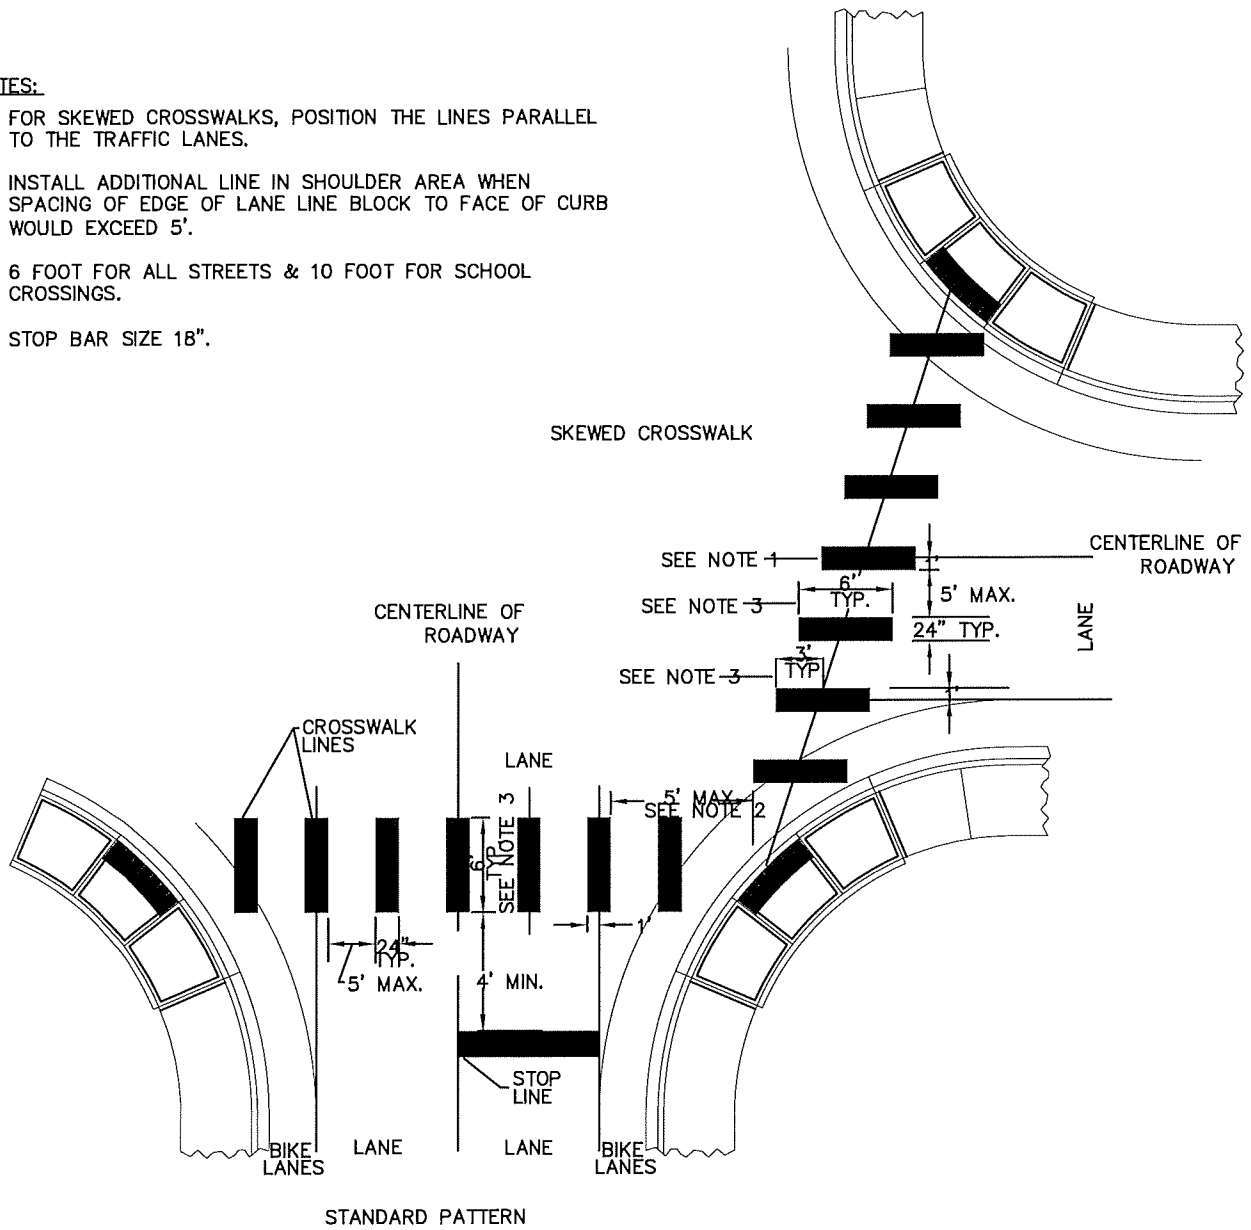 TES:
FOR SKEWED CROSSWALKS, POSITION THE LINES PARALLEL
TO THE TRAFFIC LANES.
INSTALL ADDITIONAL LINE IN SHOULDER AREA WHEN
SPACING OF EDGE OF LANE LINE BLOCK TO FACE OF CURB
WOULD EXCEED 5'.
6 FOOT FOR ALL STREETS & 10 FOOT FOR SCHOOL
CROSSINGS.
STOP BAR SIZE 18".
SKEWED CROSSWALK
SEE NOTE 1
CENTERLINE OF
ROADWAY
1'
6'
TYP.
5' MAX.
SEE NOTE 3
24" TYP.
LANE
3'
TYP
SEE NOTE 3
1'
CENTERLINE OF
ROADWAY
CROSSWALK
LINES
LANE
5' MAX.
SEE NOTE 2
6'
TYP.
SEE NOTE 3
1'
24"
TYP.
5' MAX.
4' MIN.
STOP
LINE
BIKE
LANES
LANE
LANE
BIKE
LANES
STANDARD PATTERN